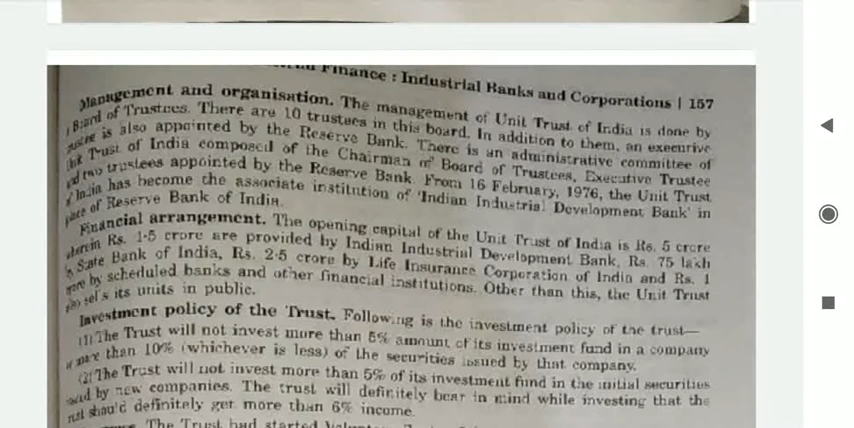 Finance : Industrial Banks and Corporations | 157
Management and organisation. The management of Unit Trust of India is done by
Board of Trustees. There are 10 trustees in this board. In addition to them, an executive
is also appointed by the Reserve Bank. There is an administrative committee of
Trust of India composed of the Chairman of Board of Trustees, Executive Trustee
two trustees appointed by the Reserve Bank. From 16 February, 1976, the Unit Trust
India has become the associate institution of 'Indian Industrial Development Bank' in
of Reserve Bank of India.
Financial arrangement. The opening capital of the Unit Trust of India is Rs. 5 crore
wherein Rs. 1·5 crore are provided by Indian Industrial Development Bank, Rs. 75 lakh
State Bank of India, Rs. 2·5 crore by Life Insurance Corporation of India and Rs. 1
by scheduled banks and other financial institutions. Other than this, the Unit Trust
sel's its units in public.
Investment policy of the Trust. Following is the investment policy of the trust—
(1) The Trust will not invest more than 5% amount of its investment fund in a company
than 10% (whichever is less) of the securities issued by that company.
(2) The Trust will not invest more than 5% of its investment fund in the initial securities
by new companies. The trust will definitely bear in mind while investing that the
definitely get more than 6% income.
The Trust had started